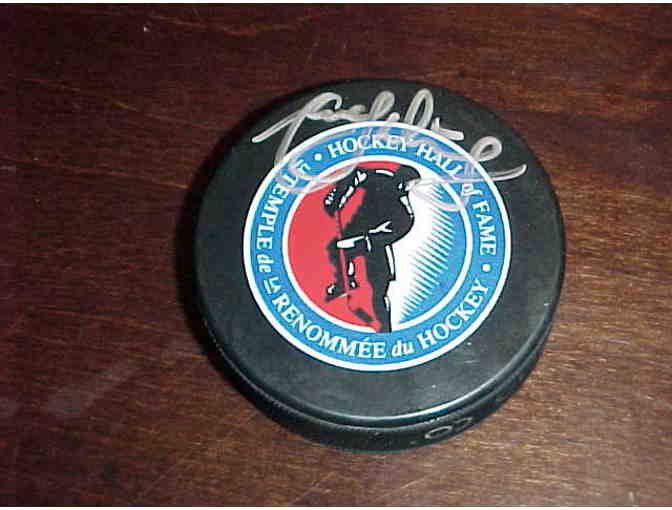 • HOCKEY HALL of FAME •
LE TEMPLE de LA RENOMMÉE du HOCKEY